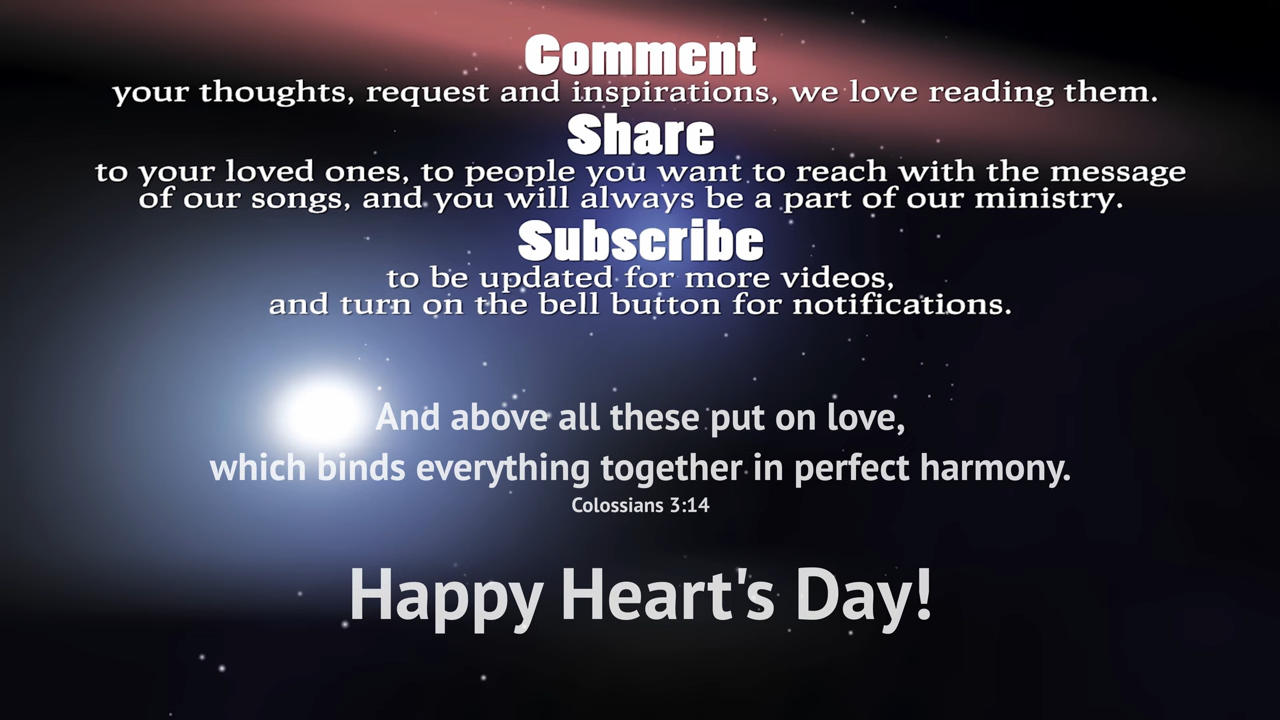 Comment
your thoughts, request and inspirations, we love reading them.
Share
to your loved ones, to people you want to reach with the message
of our songs, and you will always be a part of our ministry.
Subscribe
to be updated for more videos,
and turn on the bell button for notifications.
And above all these put on love,
which binds everything together in perfect harmony.
Colossians 3:14
Happy Heart's Day!